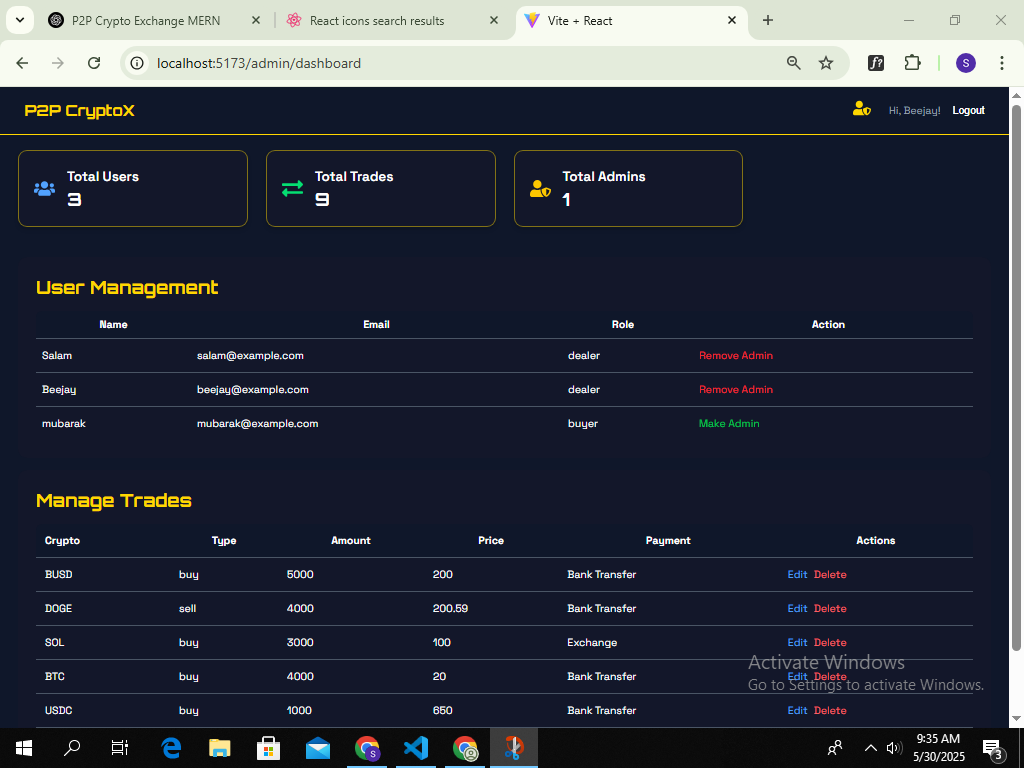 P2P Crypto Exchange MERN
React icons search results
Vite + React
localhost:5173/admin/dashboard
S
P2P CryptoX
Hi, Beejay! Logout
Total Users
3
Total Trades
9
Total Admins
1
User Management
Name Email Role Action
Salam salam@example.com dealer Remove Admin
Beejay beejay@example.com dealer Remove Admin
mubarak mubarak@example.com buyer Make Admin
Manage Trades
Crypto Type Amount Price Payment Actions
BUSD buy 5000 200 Bank Transfer Edit Delete
DOGE sell 4000 200.59 Bank Transfer Edit Delete
SOL buy 3000 100 Exchange Edit Delete
BTC buy 4000 20 Bank Transfer Edit Delete
USDC buy 1000 650 Bank Transfer Edit Delete
Activate Windows
Go to Settings to activate Windows.
S
9:35 AM
5/30/2025
3